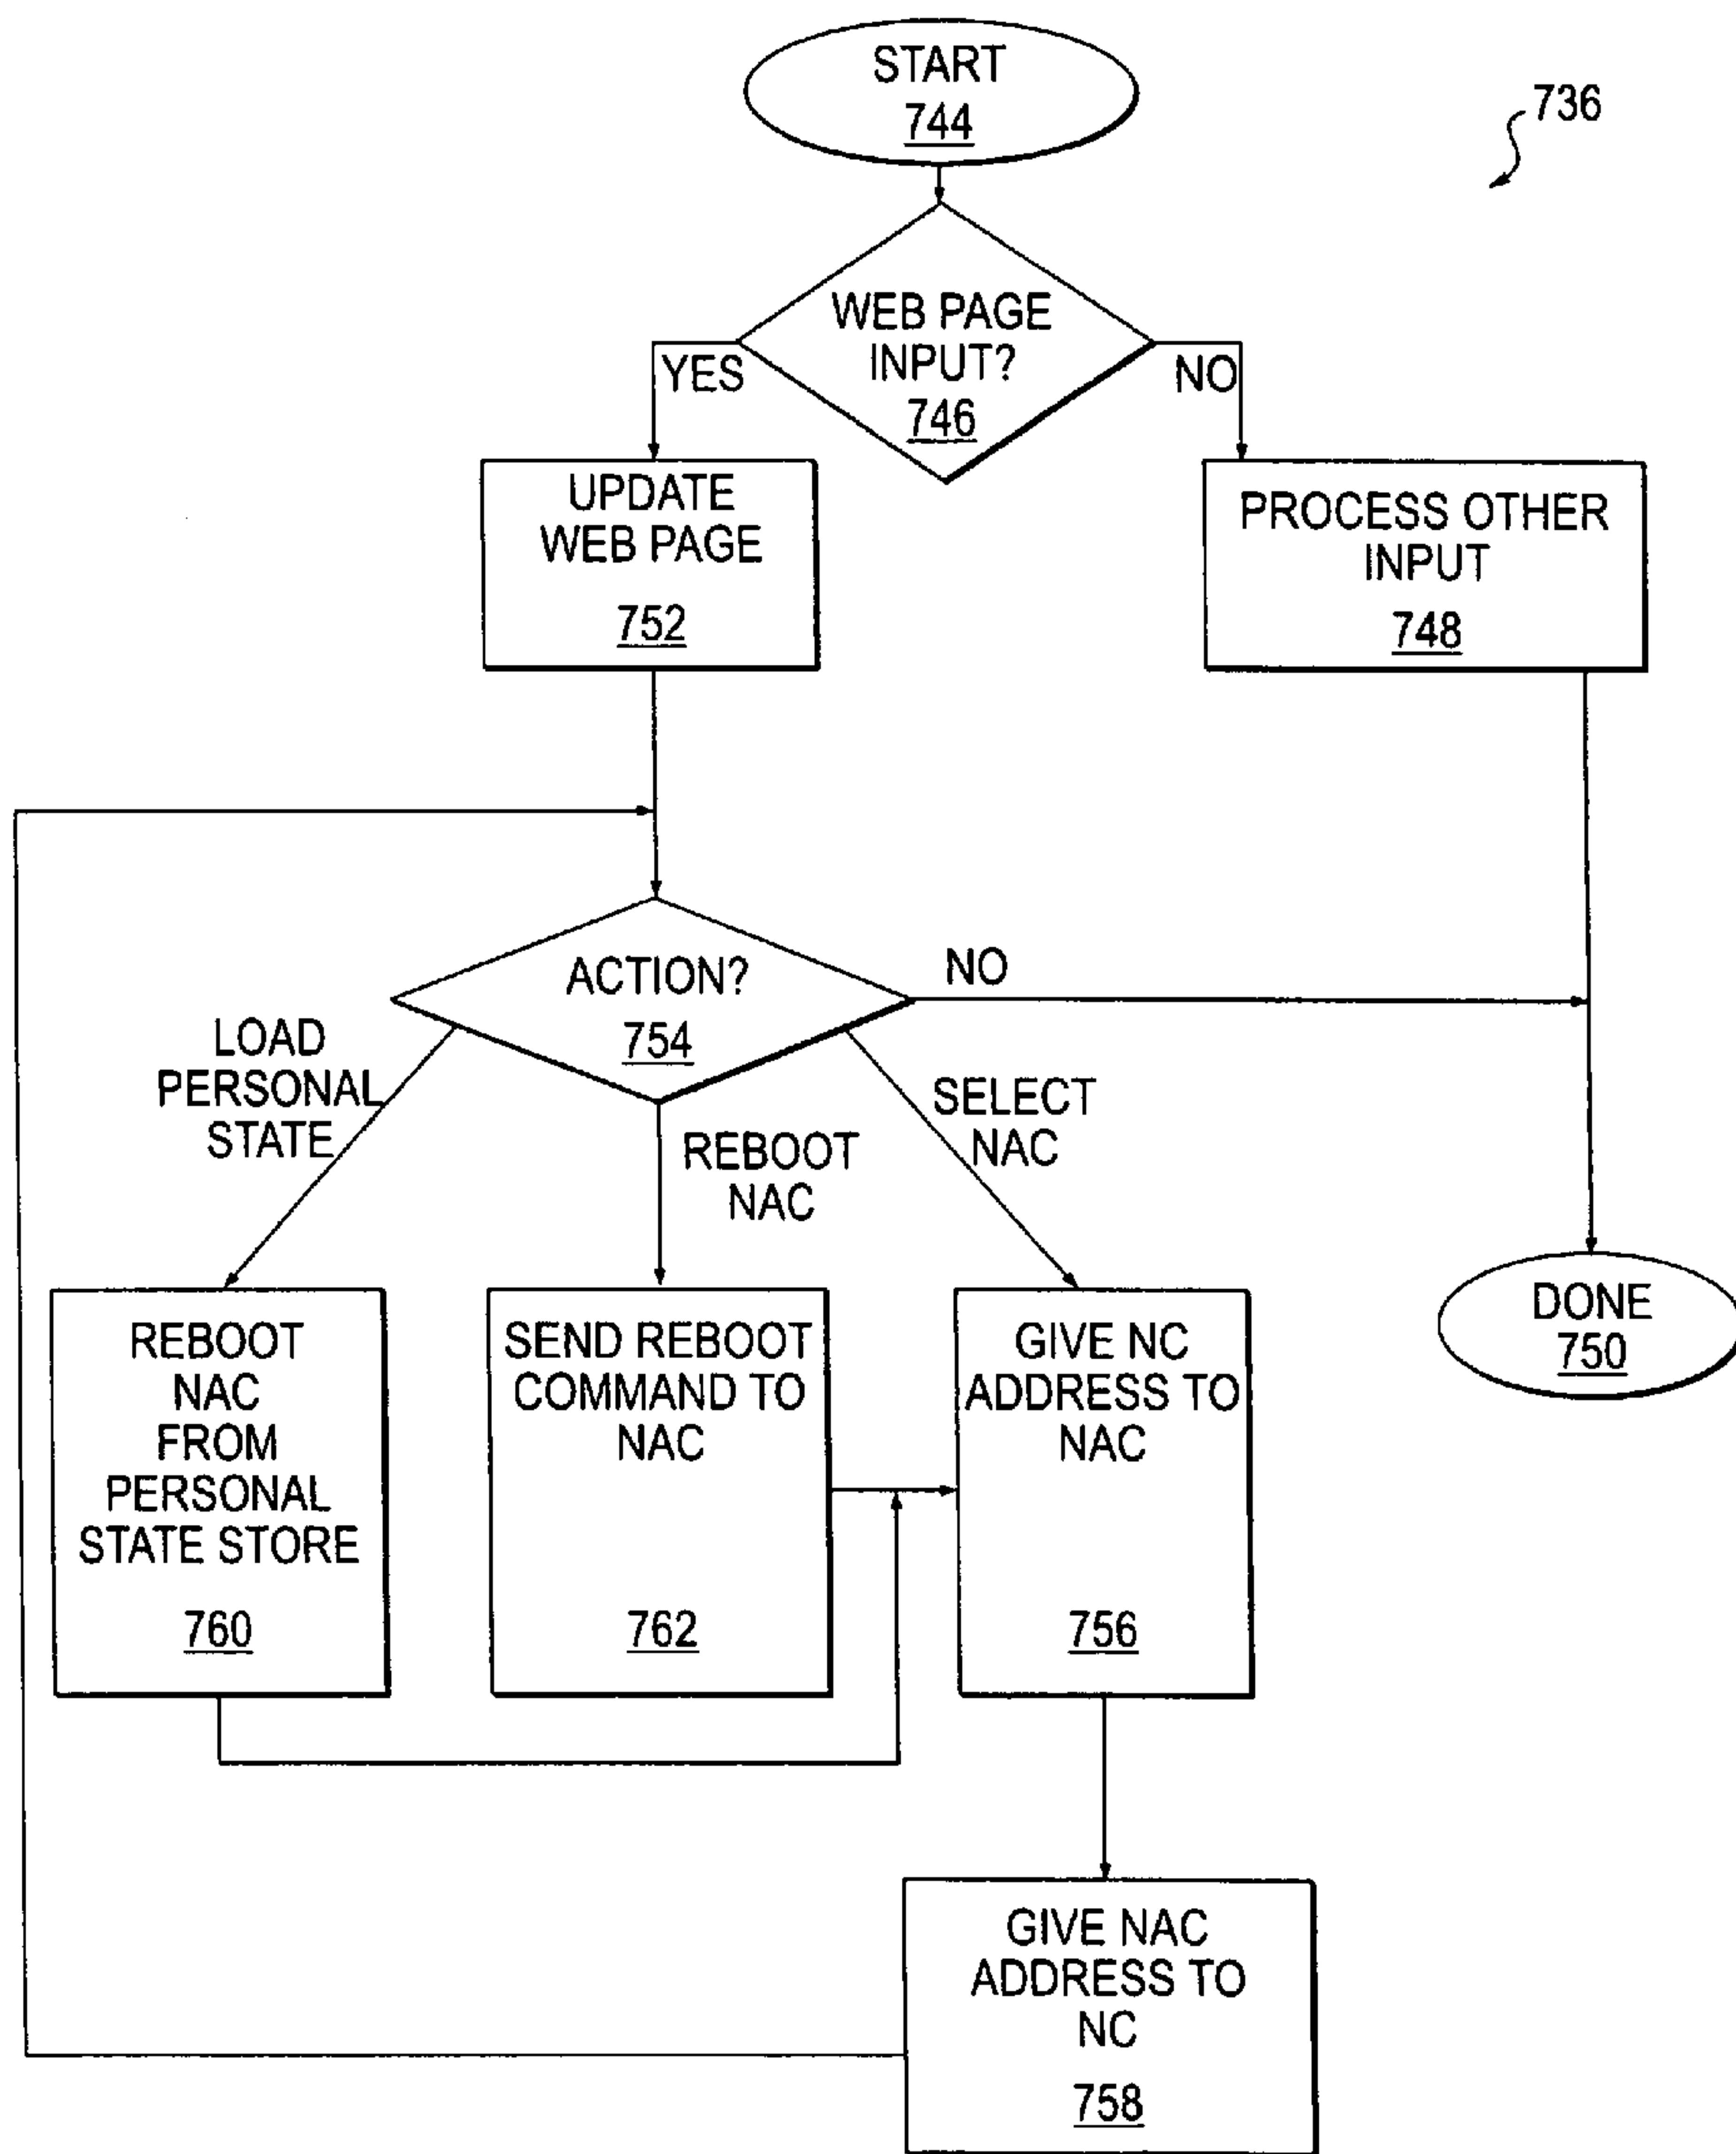 START
744
736
WEB PAGE
INPUT?
746
YES
NO
UPDATE
WEB PAGE
752
PROCESS OTHER
INPUT
748
ACTION?
754
NO
LOAD
PERSONAL
STATE
REBOOT
NAC
SELECT
NAC
REBOOT
NAC
FROM
PERSONAL
STATE STORE
760
SEND REBOOT
COMMAND TO
NAC
762
GIVE NC
ADDRESS TO
NAC
756
DONE
750
GIVE NAC
ADDRESS TO
NC
758